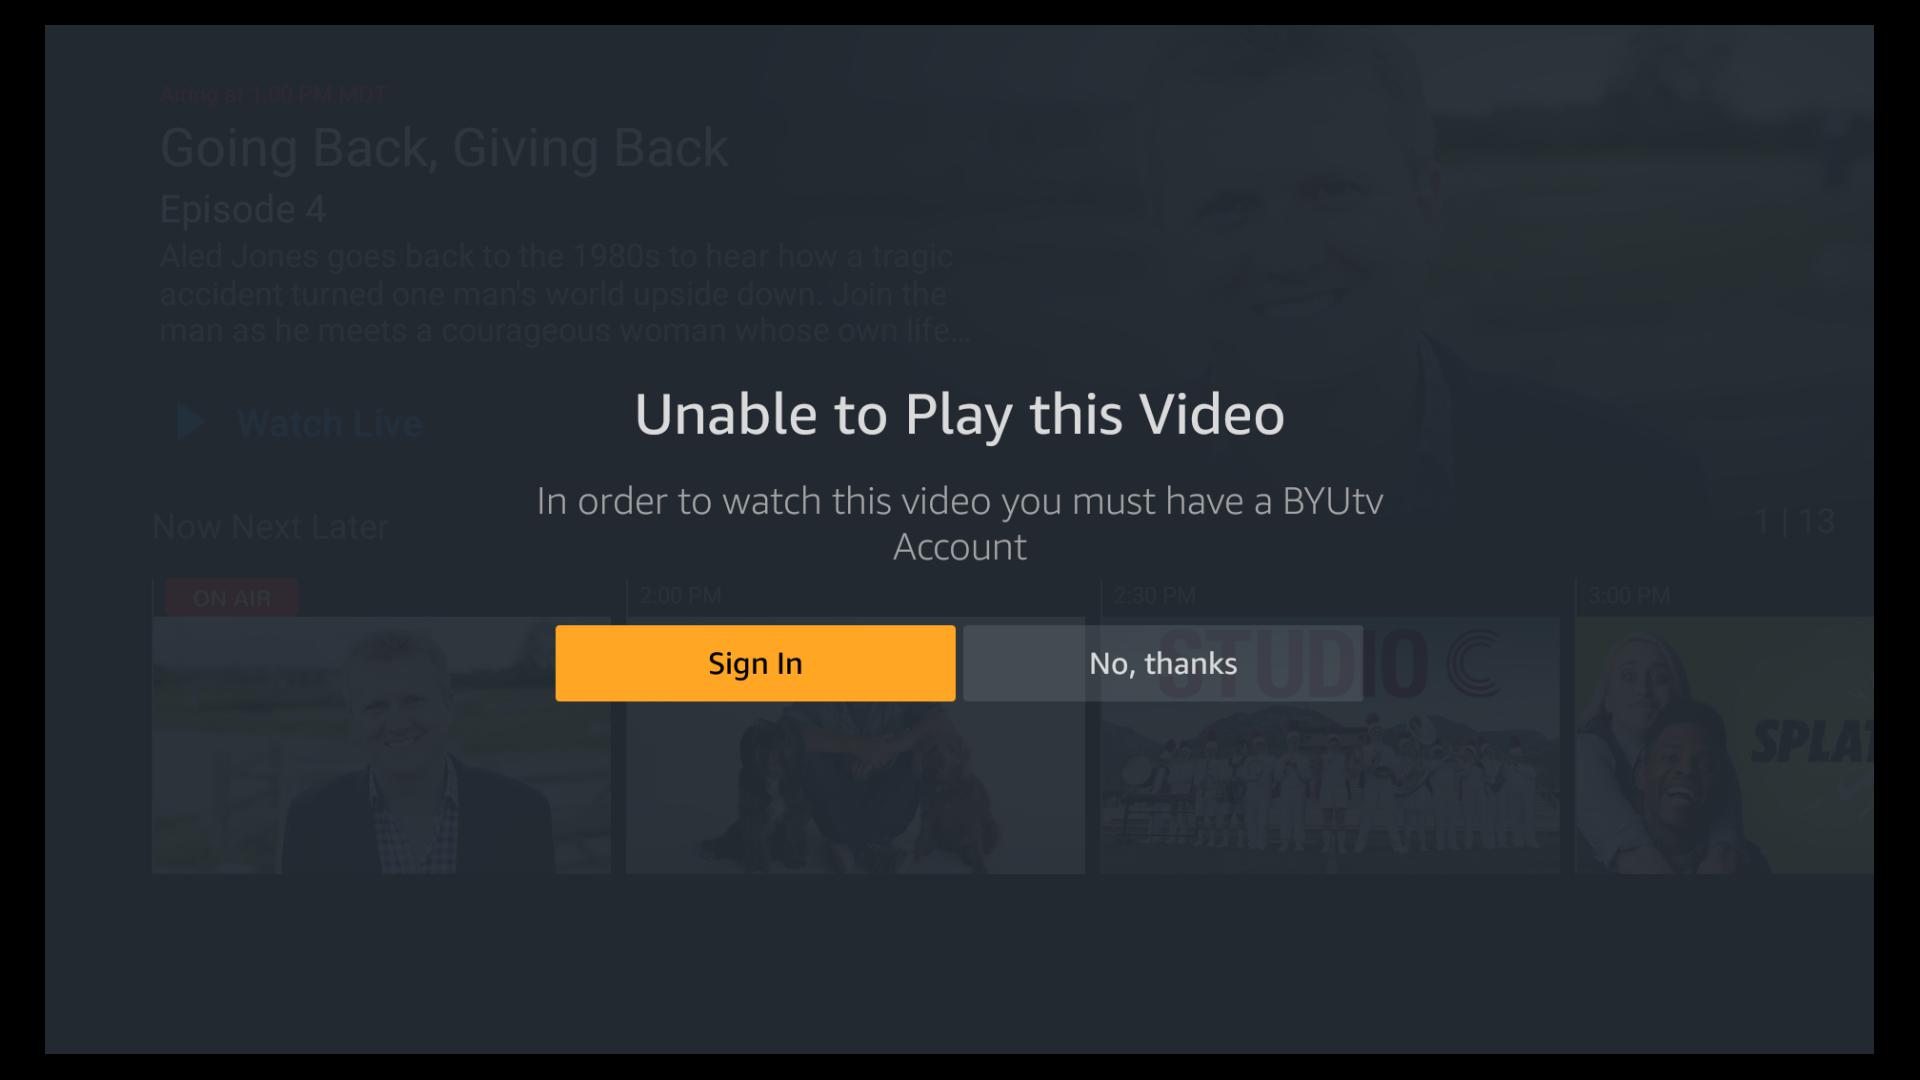 Airing at 1:00 PM MDT
Going Back, Giving Back
Episode 4
Aled Jones goes back to the 1980s to hear how a tragic
accident turned one man's world upside down. Join the
man as he meets a courageous woman whose own life...
Watch Live
Unable to Play this Video
In order to watch this video you must have a BYUtv
Account
Now Next Later
1 | 13
ON AIR
2:00 PM
2:30 PM
3:00 PM
Sign In
No, thanks
STUDIO C
SPLAT